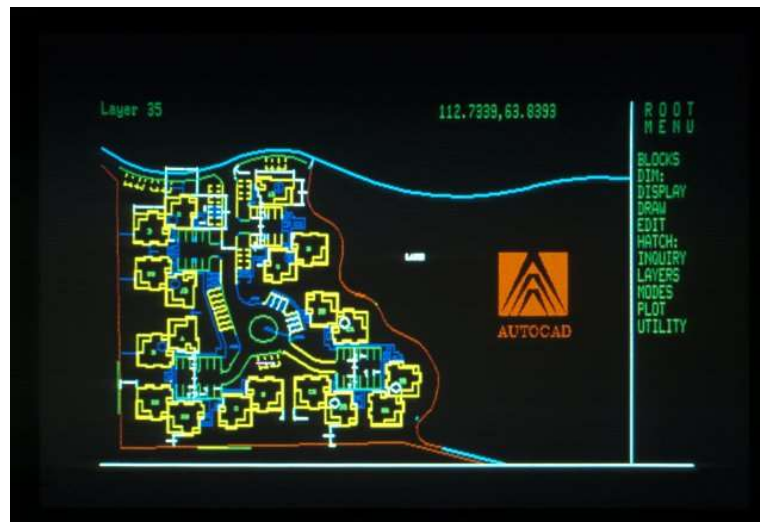 Layer 35
112.7339,63.8393
ROOT
MENU
BLOCKS
DIM:
DISPLAY
DRAW
EDIT
HATCH:
INQUIRY
LAYERS
MODES
PLOT
UTILITY
AUTOCAD